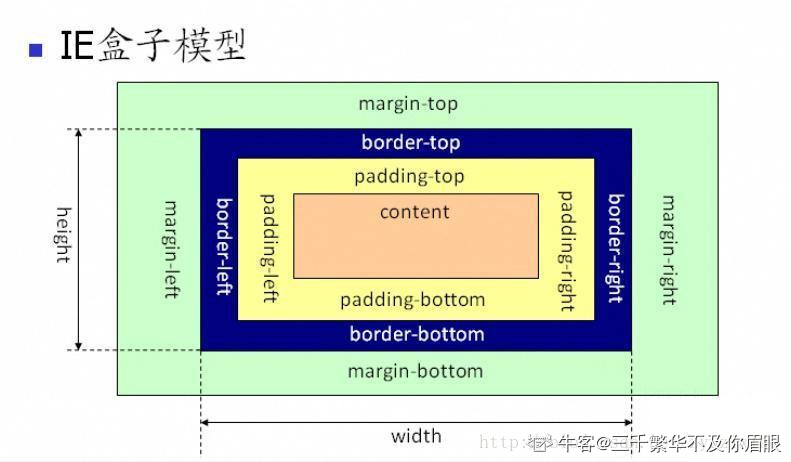 IE盒子模型
margin-top
border-top
padding-top
content
height
margin-left
border-left
padding-left
padding-right
border-right
margin-right
padding-bottom
border-bottom
margin-bottom
width
牛客@三千繁华不及你眉眼